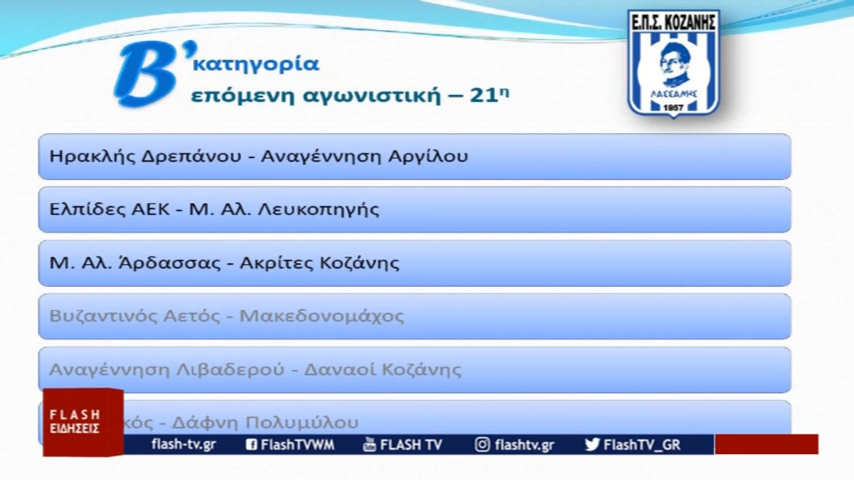 Ε.Π.Σ. ΚΟΖΑΝΗΣ
ΛΑΣΣΑΝΗΣ
1957
Β’ κατηγορία
επόμενη αγωνιστική – 21η
Ηρακλής Δρεπάνου - Αναγέννηση Αργίλου
Ελπίδες ΑΕΚ - Μ. Αλ. Λευκοπηγής
Μ. Αλ. Άρδασσας - Ακρίτες Κοζάνης
Βυζαντινός Αετός - Μακεδονομάχος
Αναγέννηση Λιβαδερού - Δαναοί Κοζάνης
- Δάφνη Πολυμύλου
FLASH
ΕΙΔΗΣΕΙΣ
flash-tv.gr FlashTVWM FLASH TV flashtv.gr FlashTV_GR